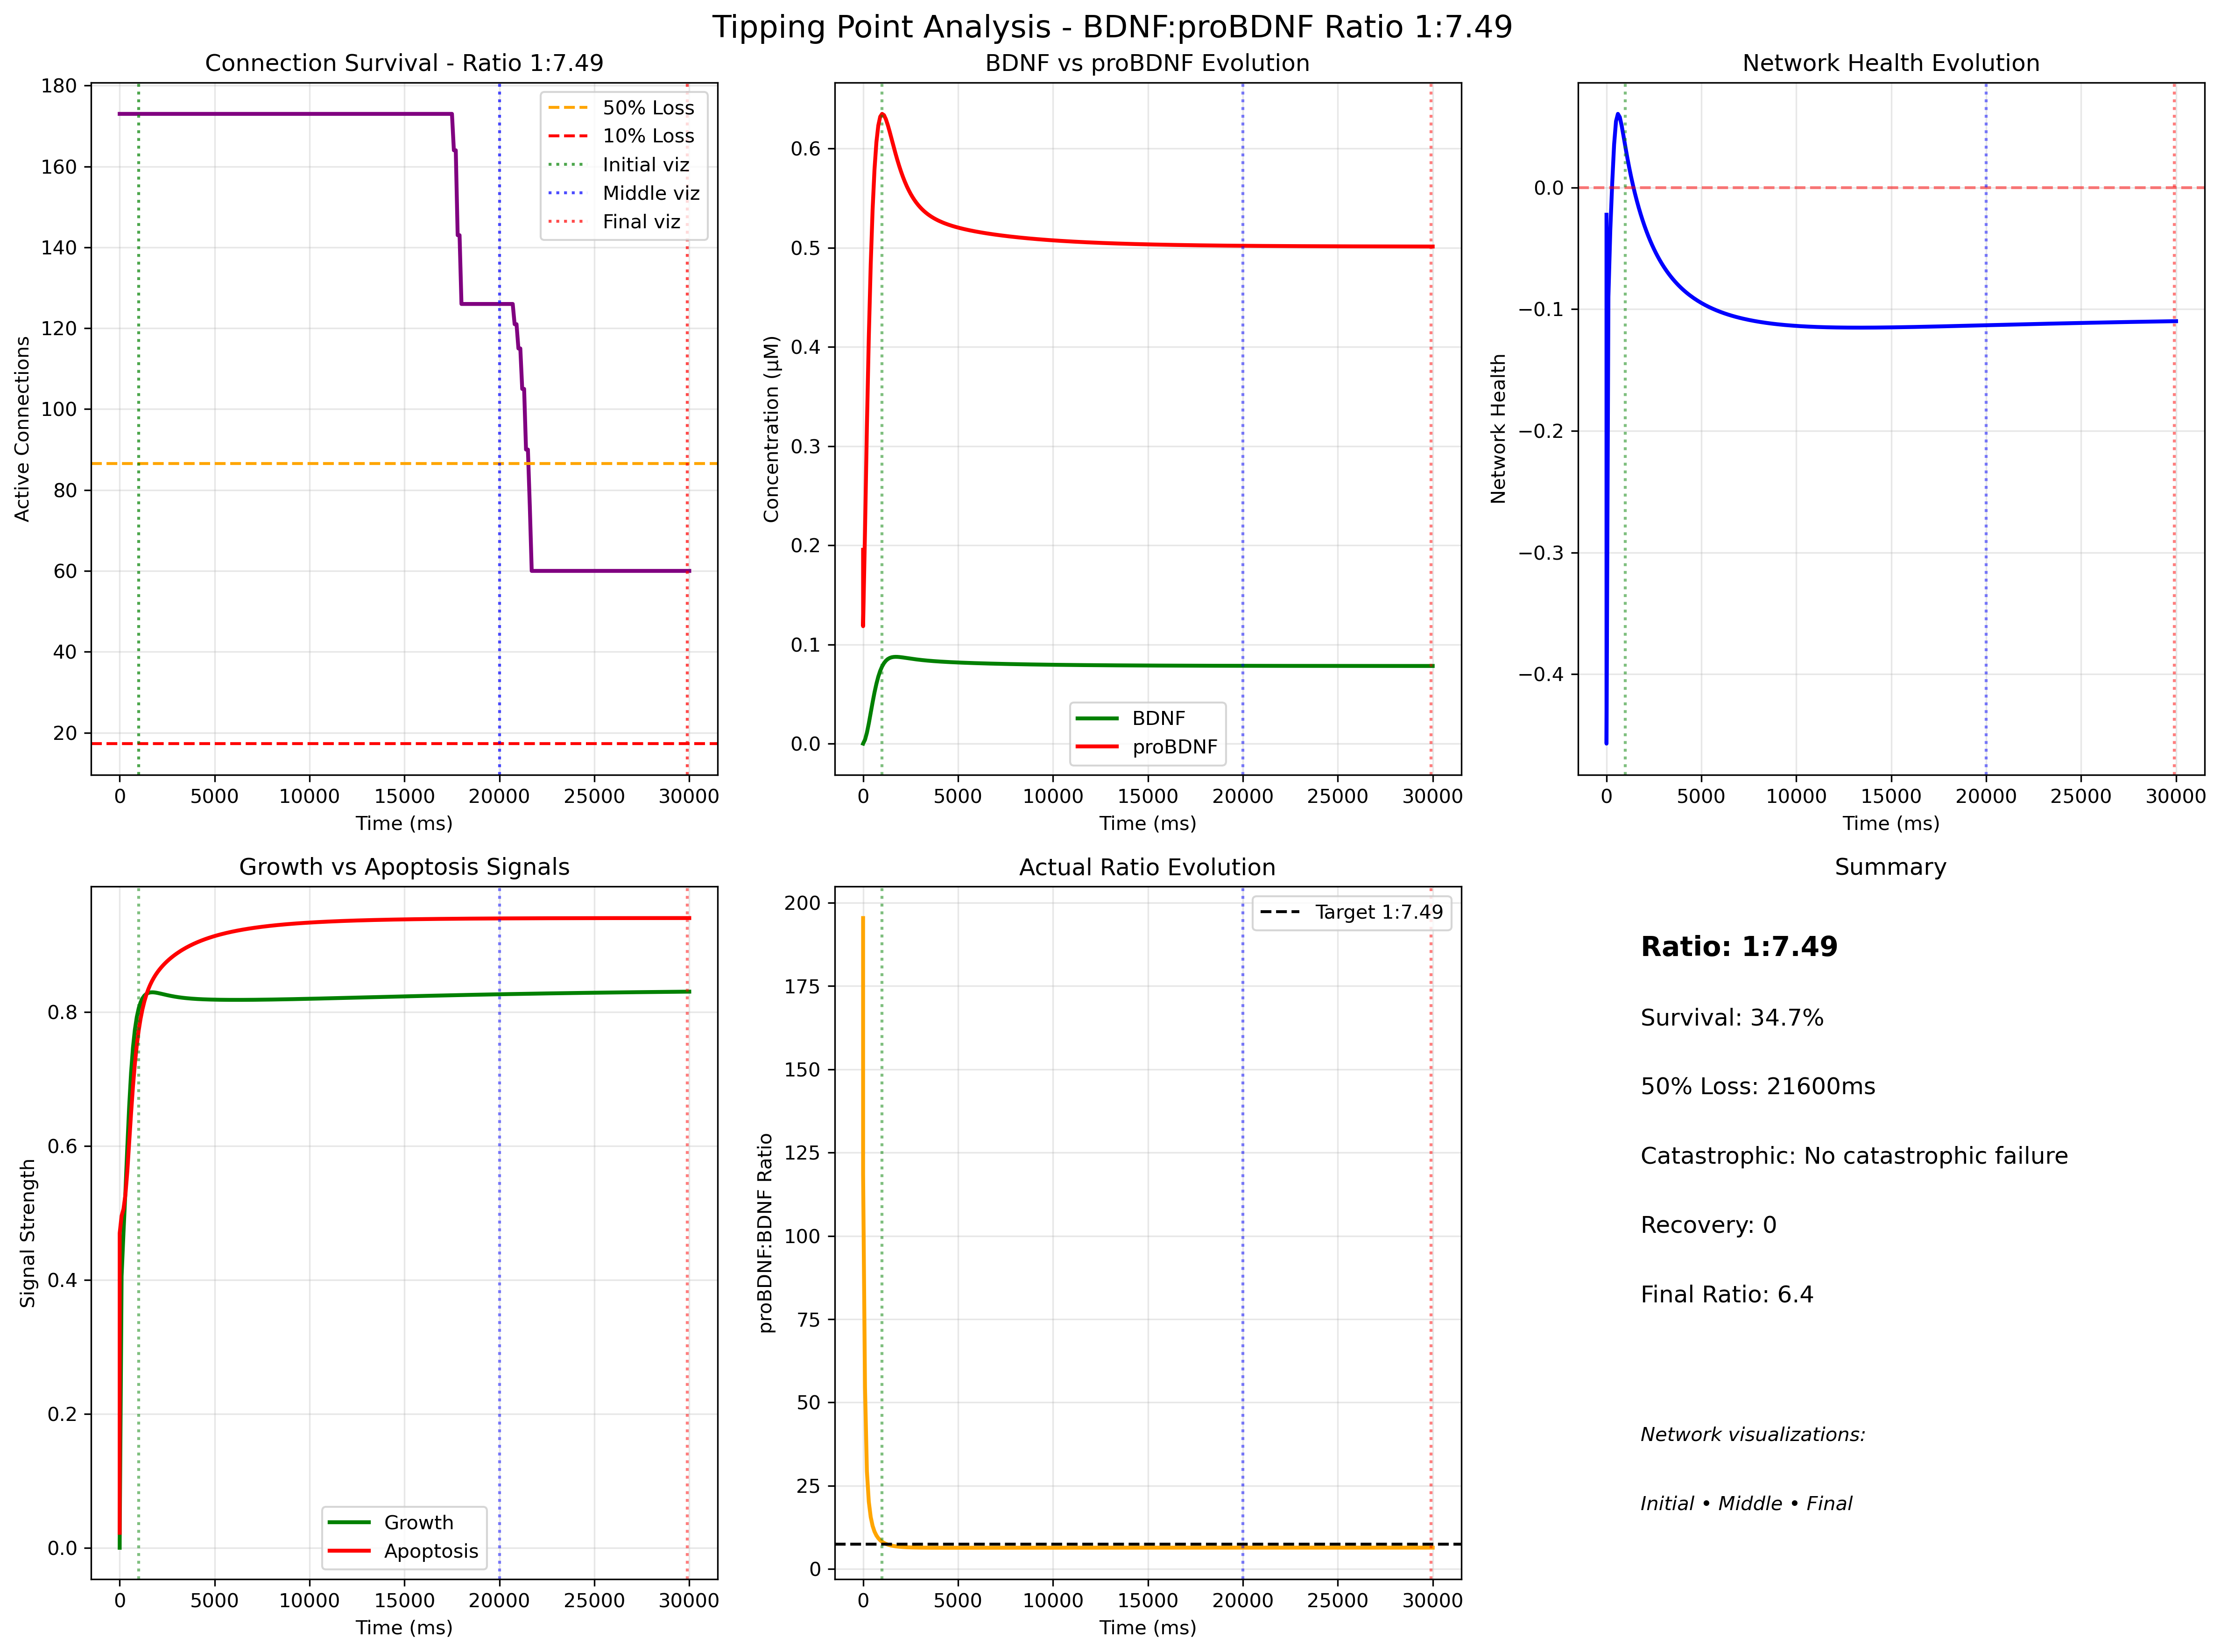 Tipping Point Analysis - BDNF:proBDNF Ratio 1:7.49
Connection Survival - Ratio 1:7.49
180
160
140
120
100
80
60
40
20
Active Connections
50% Loss
10% Loss
Initial viz
Middle viz
Final viz
0 5000 10000 15000 20000 25000 30000
Time (ms)
BDNF vs proBDNF Evolution
0.6
0.5
0.4
0.3
0.2
0.1
0.0
Concentration (μM)
BDNF
proBDNF
0 5000 10000 15000 20000 25000 30000
Time (ms)
Network Health Evolution
0.0
−0.1
−0.2
−0.3
−0.4
Network Health
0 5000 10000 15000 20000 25000 30000
Time (ms)
Growth vs Apoptosis Signals
0.8
0.6
0.4
0.2
0.0
Signal Strength
Growth
Apoptosis
0 5000 10000 15000 20000 25000 30000
Time (ms)
Actual Ratio Evolution
200
175
150
125
100
75
50
25
0
proBDNF:BDNF Ratio
Target 1:7.49
0 5000 10000 15000 20000 25000 30000
Time (ms)
Summary
Ratio: 1:7.49
Survival: 34.7%
50% Loss: 21600ms
Catastrophic: No catastrophic failure
Recovery: 0
Final Ratio: 6.4
Network visualizations:
Initial • Middle • Final